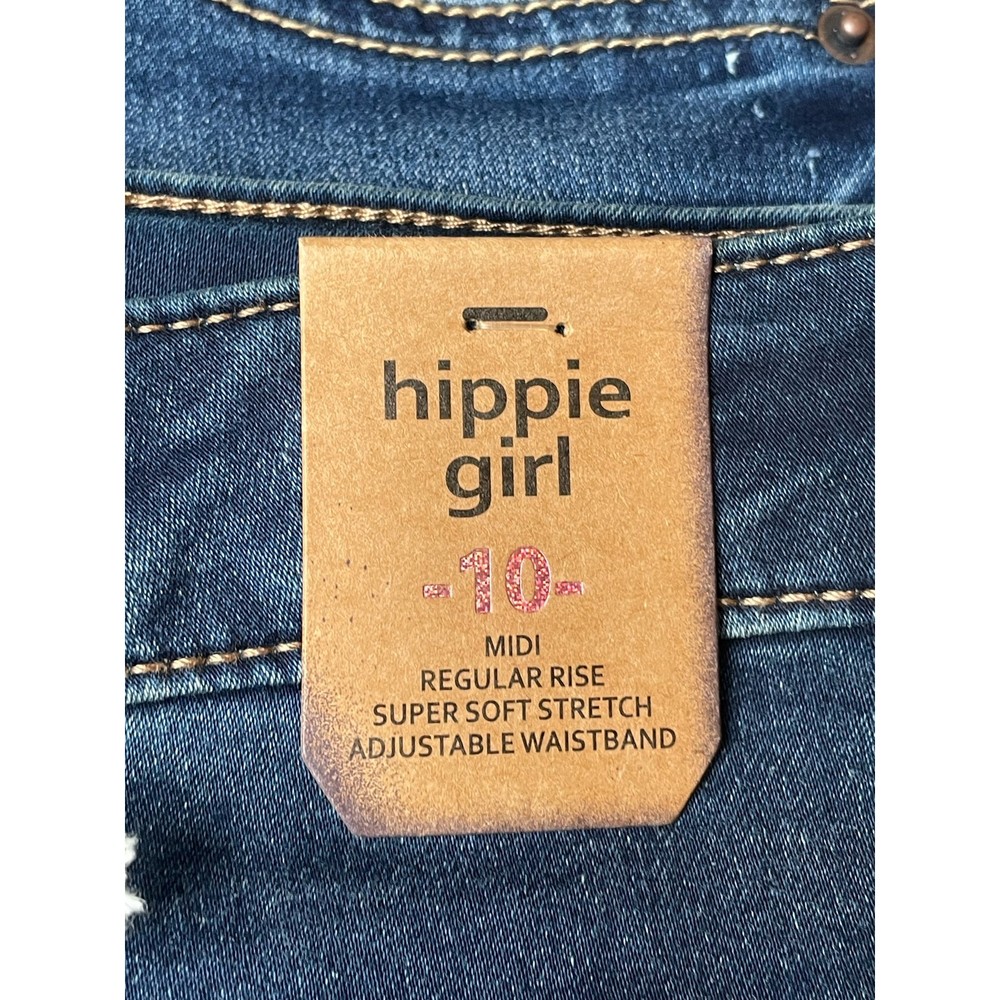 hippie
girl
-10-
MIDI
REGULAR RISE
SUPER SOFT STRETCH
ADJUSTABLE WAISTBAND